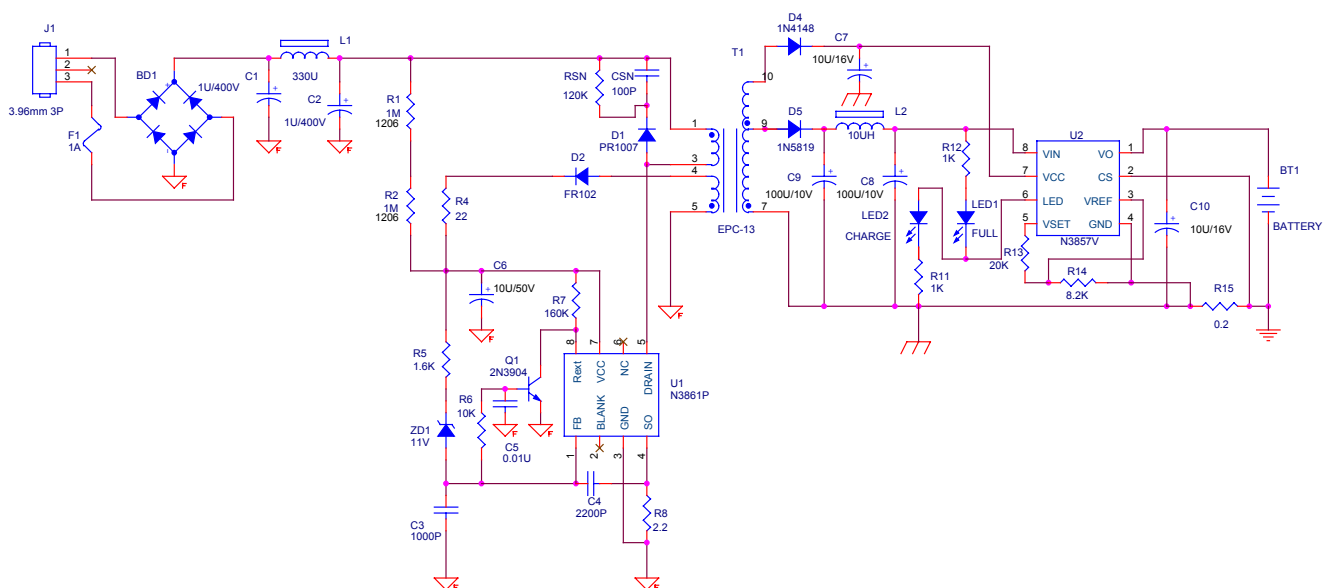 J1
1
2
3
3.96mm 3P
F1
1A
BD1
+
-
1U/400V
C1
+
L1
330U
C2
+
1U/400V
R1
1M
1206
R2
1M
1206
RSN
120K
CSN
100P
D1
PR1007
D2
FR102
R4
22
T1
10
1
9
3
4
5
7
EPC-13
D4
1N4148
C7
10U/16V
+
D5
1N5819
L2
10UH
C9
+
100U/10V
C8
+
100U/10V
R12
1K
LED2
CHARGE
LED1
FULL
R11
1K
U2
8 VIN VO 1
7 VCC CS 2
6 LED VREF 3
5 VSET GND 4
N3857V
R13
20K
R14
8.2K
C10
+
10U/16V
R15
0.2
BT1
BATTERY
C6
+
10U/50V
R7
160K
R5
1.6K
ZD1
11V
R6
10K
Q1
2N3904
C5
0.01U
8 7 6 5
Rext VCC NC DRAIN
U1
N3861P
FB BLANK GND SO
1 2 3 4
C4
2200P
C3
1000P
R8
2.2
F
F
F
F
F
F
F
F
F